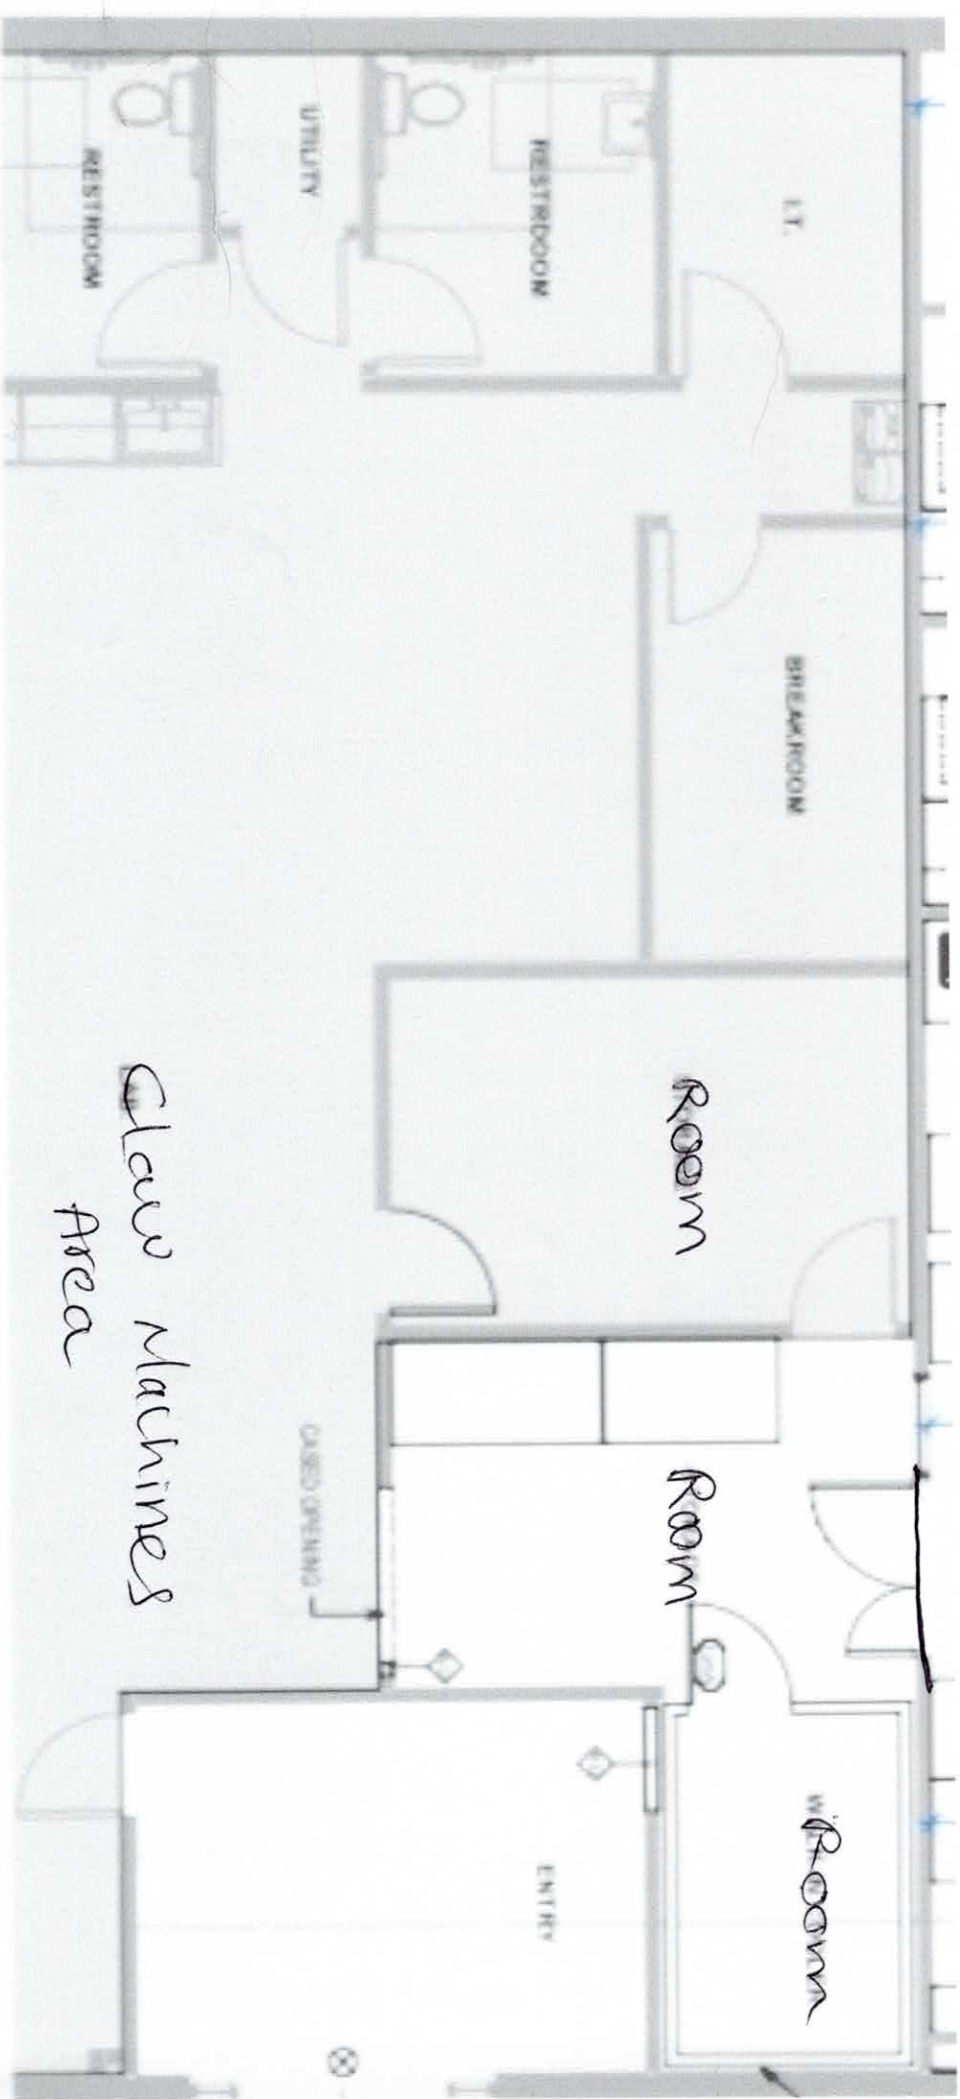 RESTROOM
UTILITY
RESTROOM
I.T.
BREAKROOM
Room
Claw Machines
Area
CASED OPENING
Room
ENTRY
Room